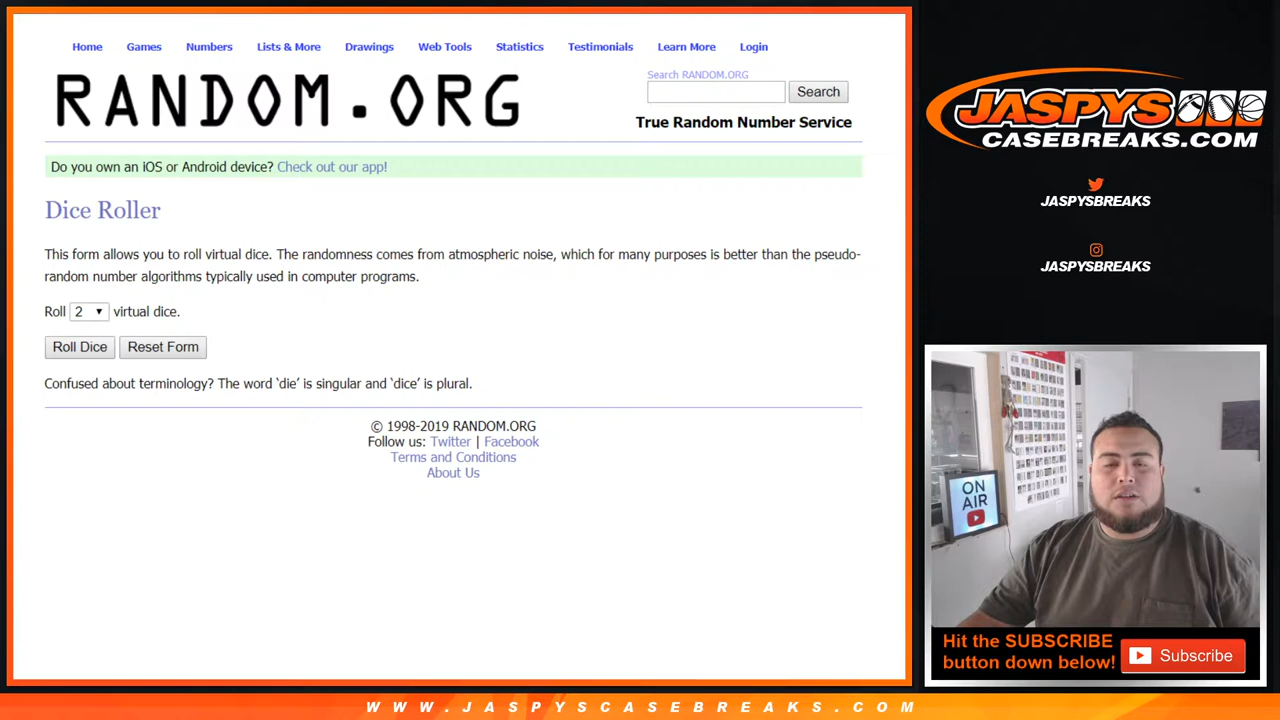 Home Games Numbers Lists & More Drawings Web Tools Statistics Testimonials Learn More Login
RANDOM.ORG
Search RANDOM.ORG
Search
True Random Number Service
Do you own an iOS or Android device? Check out our app!
Dice Roller
This form allows you to roll virtual dice. The randomness comes from atmospheric noise, which for many purposes is better than the pseudo-
random number algorithms typically used in computer programs.
Roll 2 virtual dice.
Roll Dice Reset Form
Confused about terminology? The word ‘die’ is singular and ‘dice’ is plural.
© 1998-2019 RANDOM.ORG
Follow us: Twitter | Facebook
Terms and Conditions
About Us
JASPYS
CASEBREAKS.COM
JASPYSBREAKS
JASPYSBREAKS
ON
AIR
Hit the SUBSCRIBE
button down below!
Subscribe
WWW.JASPYSCASEBREAKS.COM